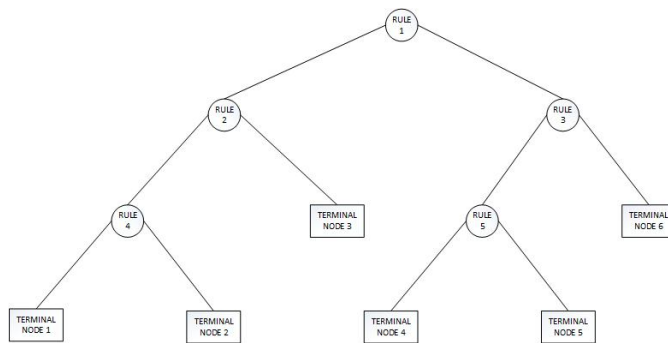 RULE
1
RULE
2
RULE
3
RULE
4
TERMINAL
NODE 3
RULE
5
TERMINAL
NODE 6
TERMINAL
NODE 1
TERMINAL
NODE 2
TERMINAL
NODE 4
TERMINAL
NODE 5